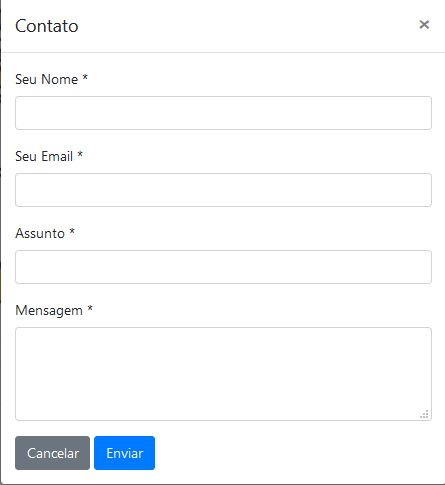 Contato ×
Seu Nome *
Seu Email *
Assunto *
Mensagem *
Cancelar Enviar